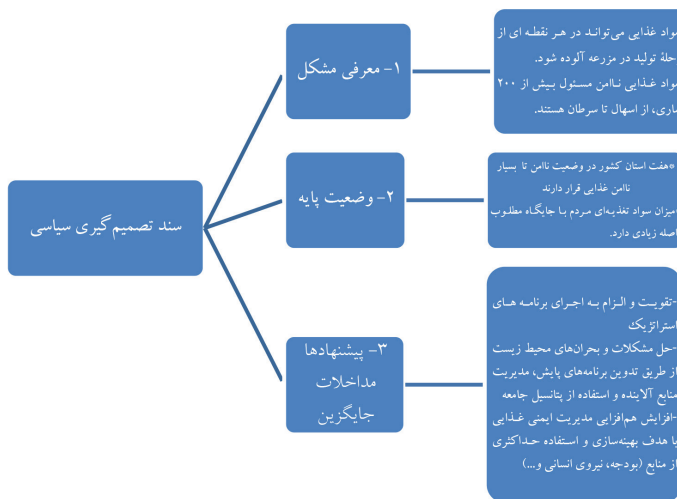 سند تصمیم‌گیری سیاسی
۱- معرفی مشکل
مواد غذایی می‌تواند در هر نقطه ای از
حلهٔ تولید در مزرعه آلوده شود.
مواد غذایی ناامن مسئول بیش از ۲۰۰
ماری، از اسهال تا سرطان هستند.
۲- وضعیت پایه
*هفت استان کشور در وضعیت ناامن تا بسیار
ناامن غذایی قرار دارند
میزان سواد تغذیه‌ای مردم با جایگاه مطلوب
اصله زیادی دارد.
۳- پیشنهادها
مداخلات
جایگزین
-تقویت و الزام به اجرای برنامه های
استراتژیک
-حل مشکلات و بحران‌های محیط زیست
از طریق تدوین برنامه‌های پایش، مدیریت
منابع آلاینده و استفاده از پتانسیل جامعه
-افزایش هم‌افزایی مدیریت ایمنی غذایی
با هدف بهینه‌سازی و استفاده حداکثری
از منابع (بودجه، نیروی انسانی و...)